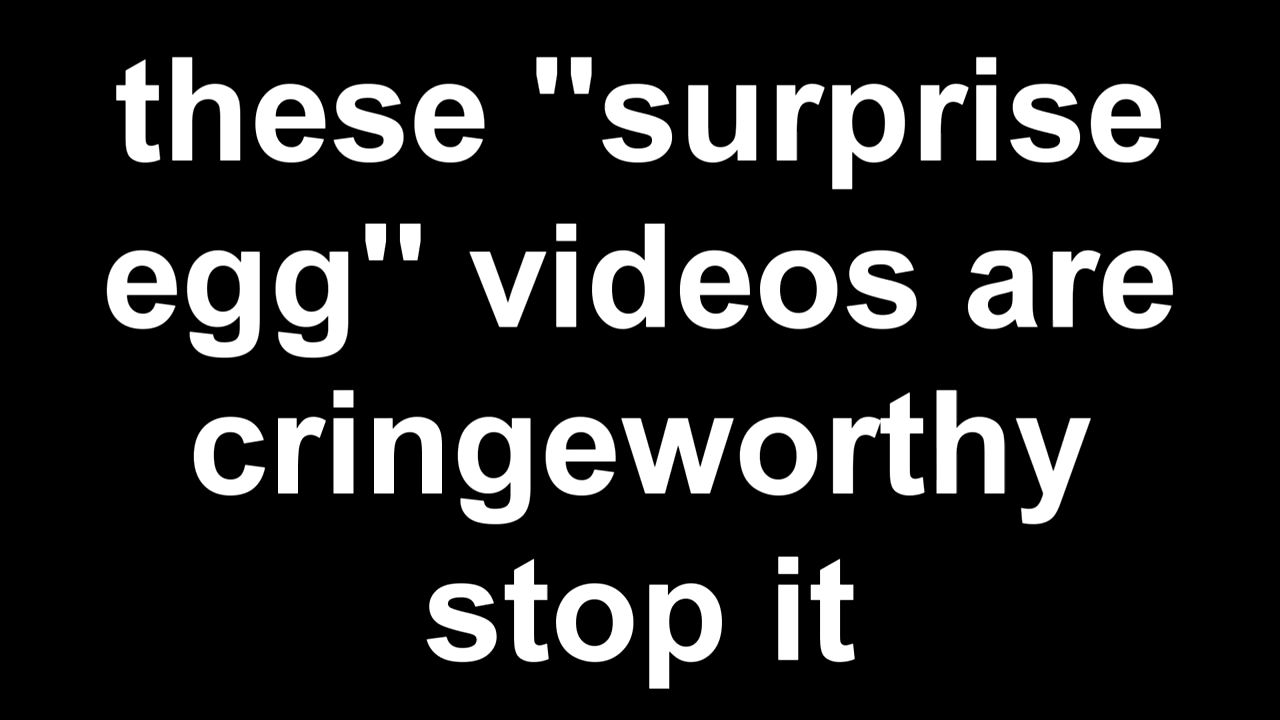 these "surprise
egg" videos are
cringeworthy
stop it